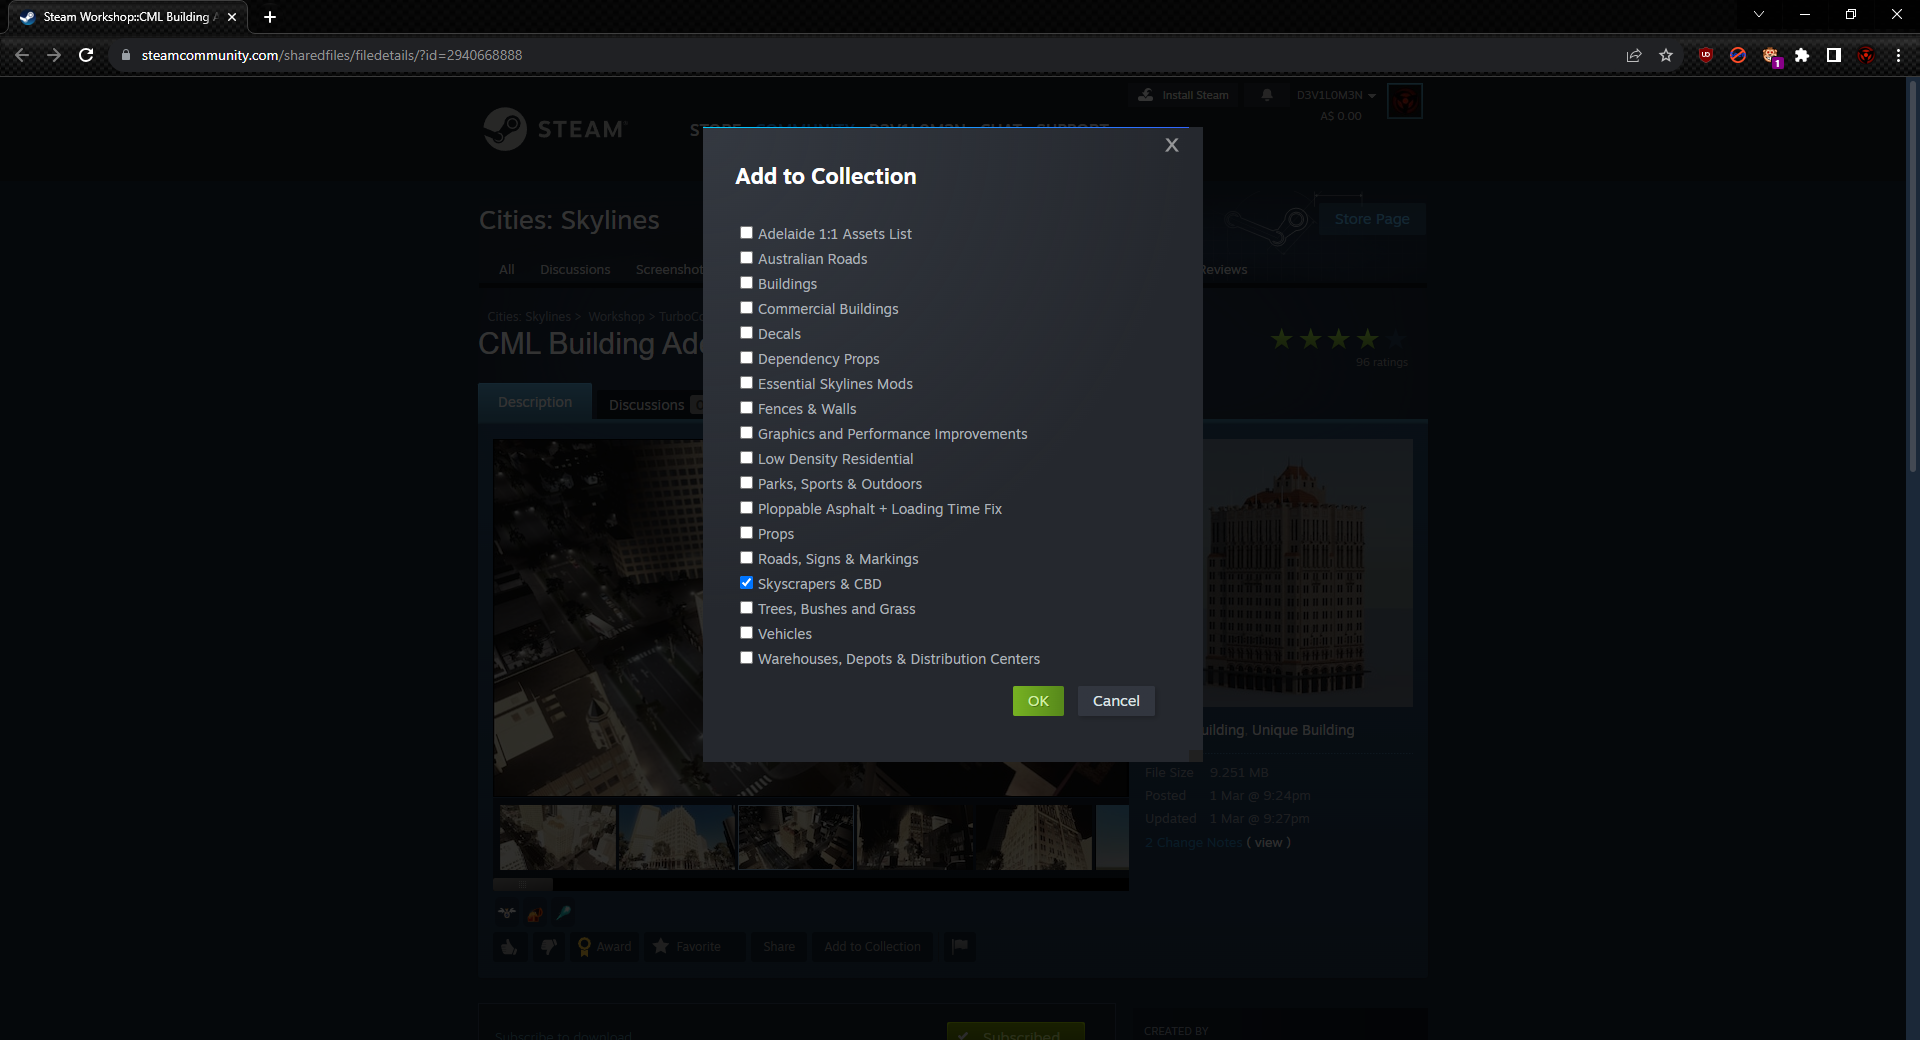 Steam Workshop::CML Building A
steamcommunity.com/sharedfiles/filedetails/?id=2940668888
UD
1
Install Steam
D3V1L0M3N
A$ 0.00
STEAM
STORE COMMUNITY D3V1L0M3N CHAT SUPPORT
X
Add to Collection
Adelaide 1:1 Assets List
Australian Roads
Buildings
Commercial Buildings
Decals
Dependency Props
Essential Skylines Mods
Fences & Walls
Graphics and Performance Improvements
Low Density Residential
Parks, Sports & Outdoors
Ploppable Asphalt + Loading Time Fix
Props
Roads, Signs & Markings
Skyscrapers & CBD
Trees, Bushes and Grass
Vehicles
Warehouses, Depots & Distribution Centers
OK
Cancel
Cities: Skylines
Store Page
All
Discussions
Screenshot
Reviews
Cities: Skylines > Workshop > TurboCo
CML Building Ade
96 ratings
Description
Discussions
uilding, Unique Building
File Size 9.251 MB
Posted 1 Mar @ 9:24pm
Updated 1 Mar @ 9:27pm
2 Change Notes ( view )
Award
Favorite
Share
Add to Collection
Subscribe to download
Subscribed
CREATED BY